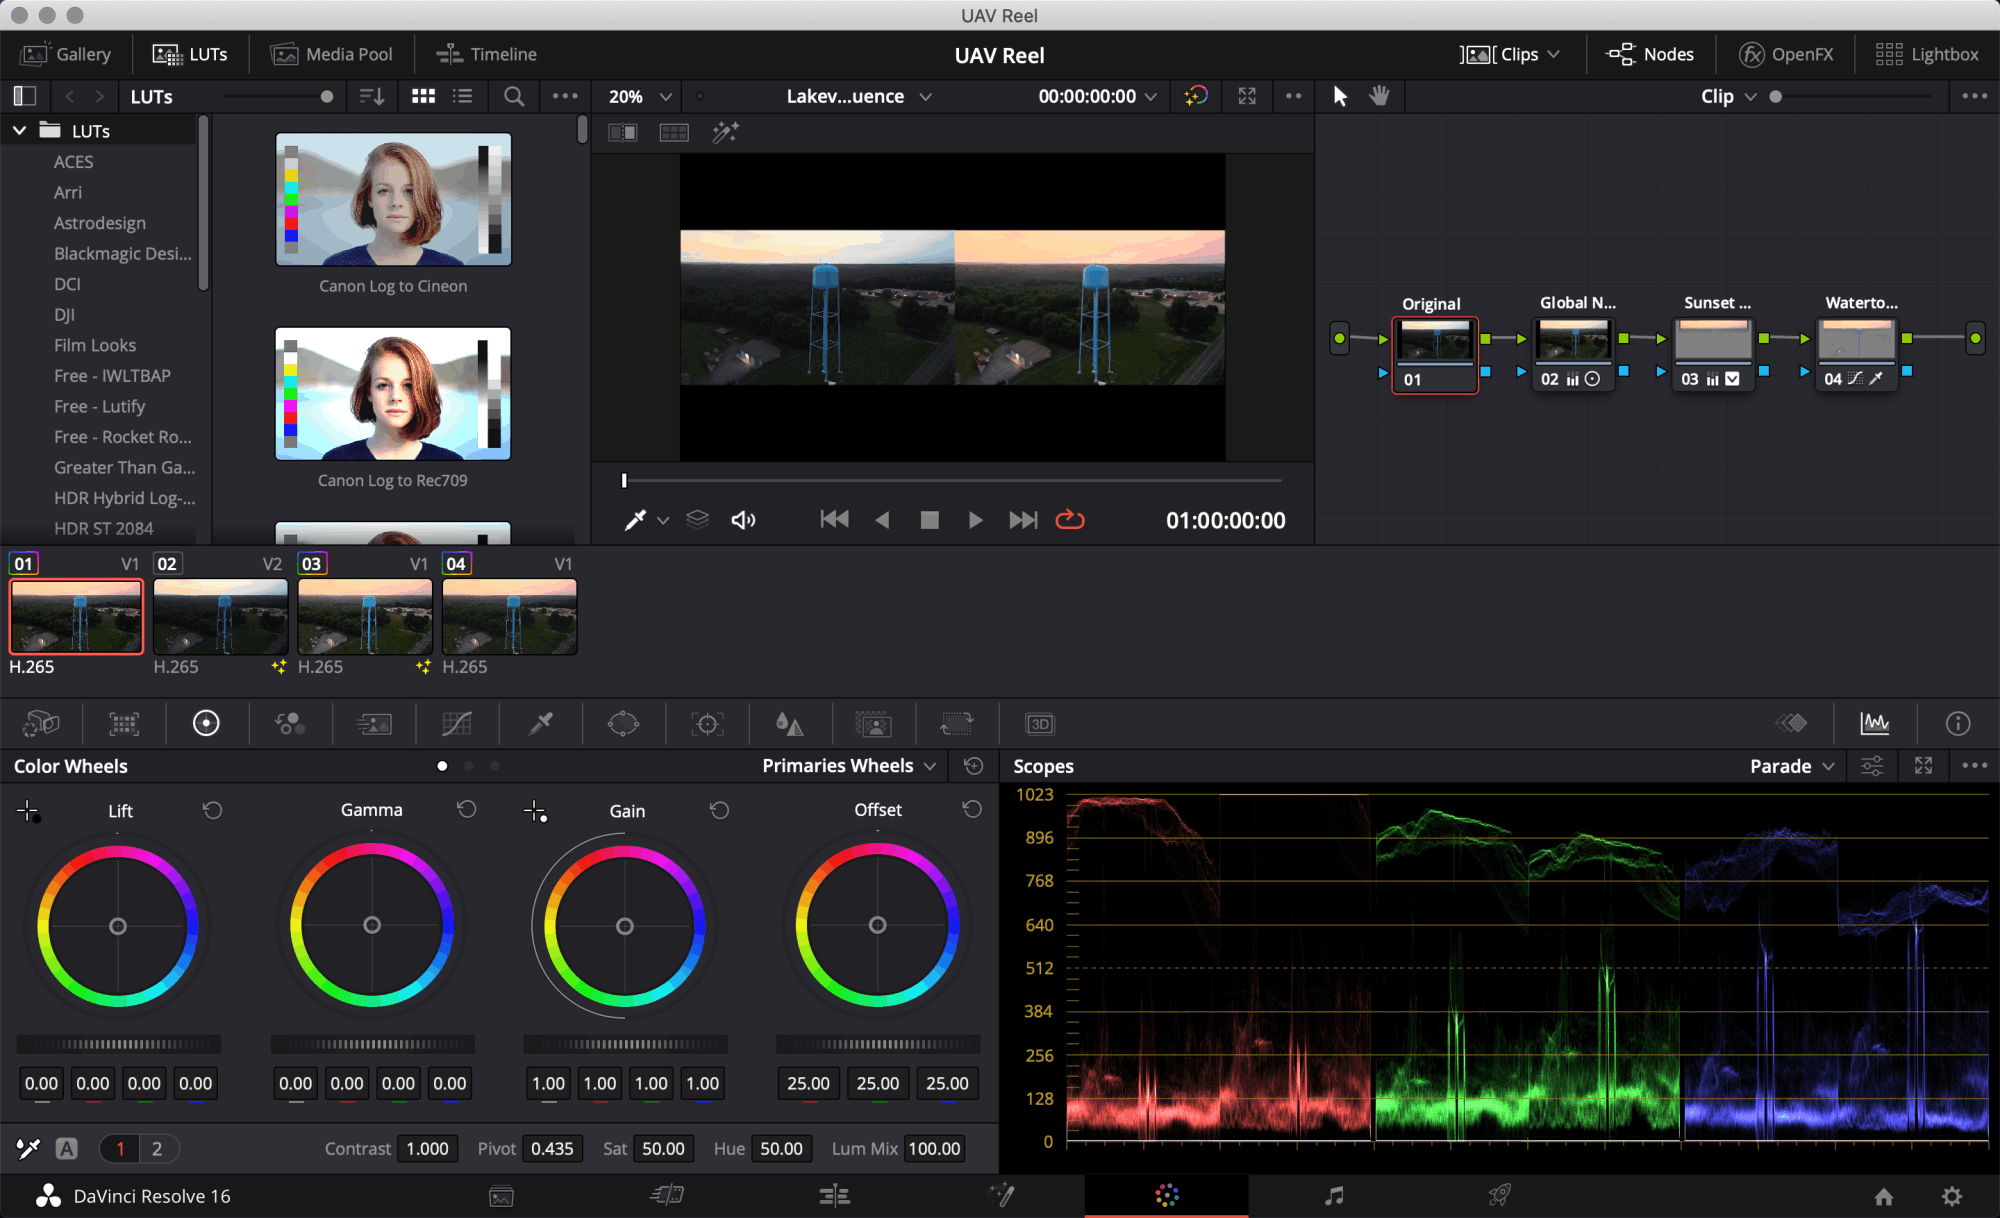 UAV Reel
Gallery
LUTs
Media Pool
Timeline
UAV Reel
Clips
Nodes
OpenFX
Lightbox
LUTs
20%
Lakev...uence
00:00:00:00
Clip
LUTs
ACES
Arri
Astrodesign
Blackmagic Desi...
DCI
DJI
Film Looks
Free - IWLTBAP
Free - Lutify
Free - Rocket Ro...
Greater Than Ga...
HDR Hybrid Log-...
HDR ST 2084
Canon Log to Cineon
Canon Log to Rec709
01:00:00:00
Original
Global N...
Sunset ...
Waterto...
01
02
03
04
01 V1
02 V2
03 V1
04 V1
H.265
H.265
H.265
H.265
3D
Color Wheels
Primaries Wheels
Lift
Gamma
Gain
Offset
0.00 0.00 0.00 0.00
0.00 0.00 0.00 0.00
1.00 1.00 1.00 1.00
25.00 25.00 25.00
A
1 2
Contrast 1.000
Pivot 0.435
Sat 50.00
Hue 50.00
Lum Mix 100.00
Scopes
Parade
1023
896
768
640
512
384
256
128
0
DaVinci Resolve 16